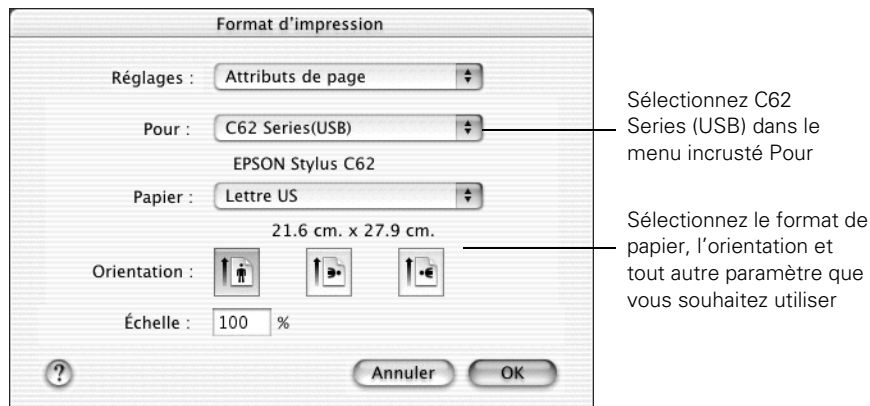 Format d'impression
Réglages : Attributs de page
Pour : C62 Series(USB)
EPSON Stylus C62
Papier : Lettre US
21.6 cm. x 27.9 cm.
Orientation :
Échelle : 100 %
? Annuler OK
Sélectionnez C62
Series (USB) dans le
menu incrusté Pour
Sélectionnez le format de
papier, l'orientation et
tout autre paramètre que
vous souhaitez utiliser